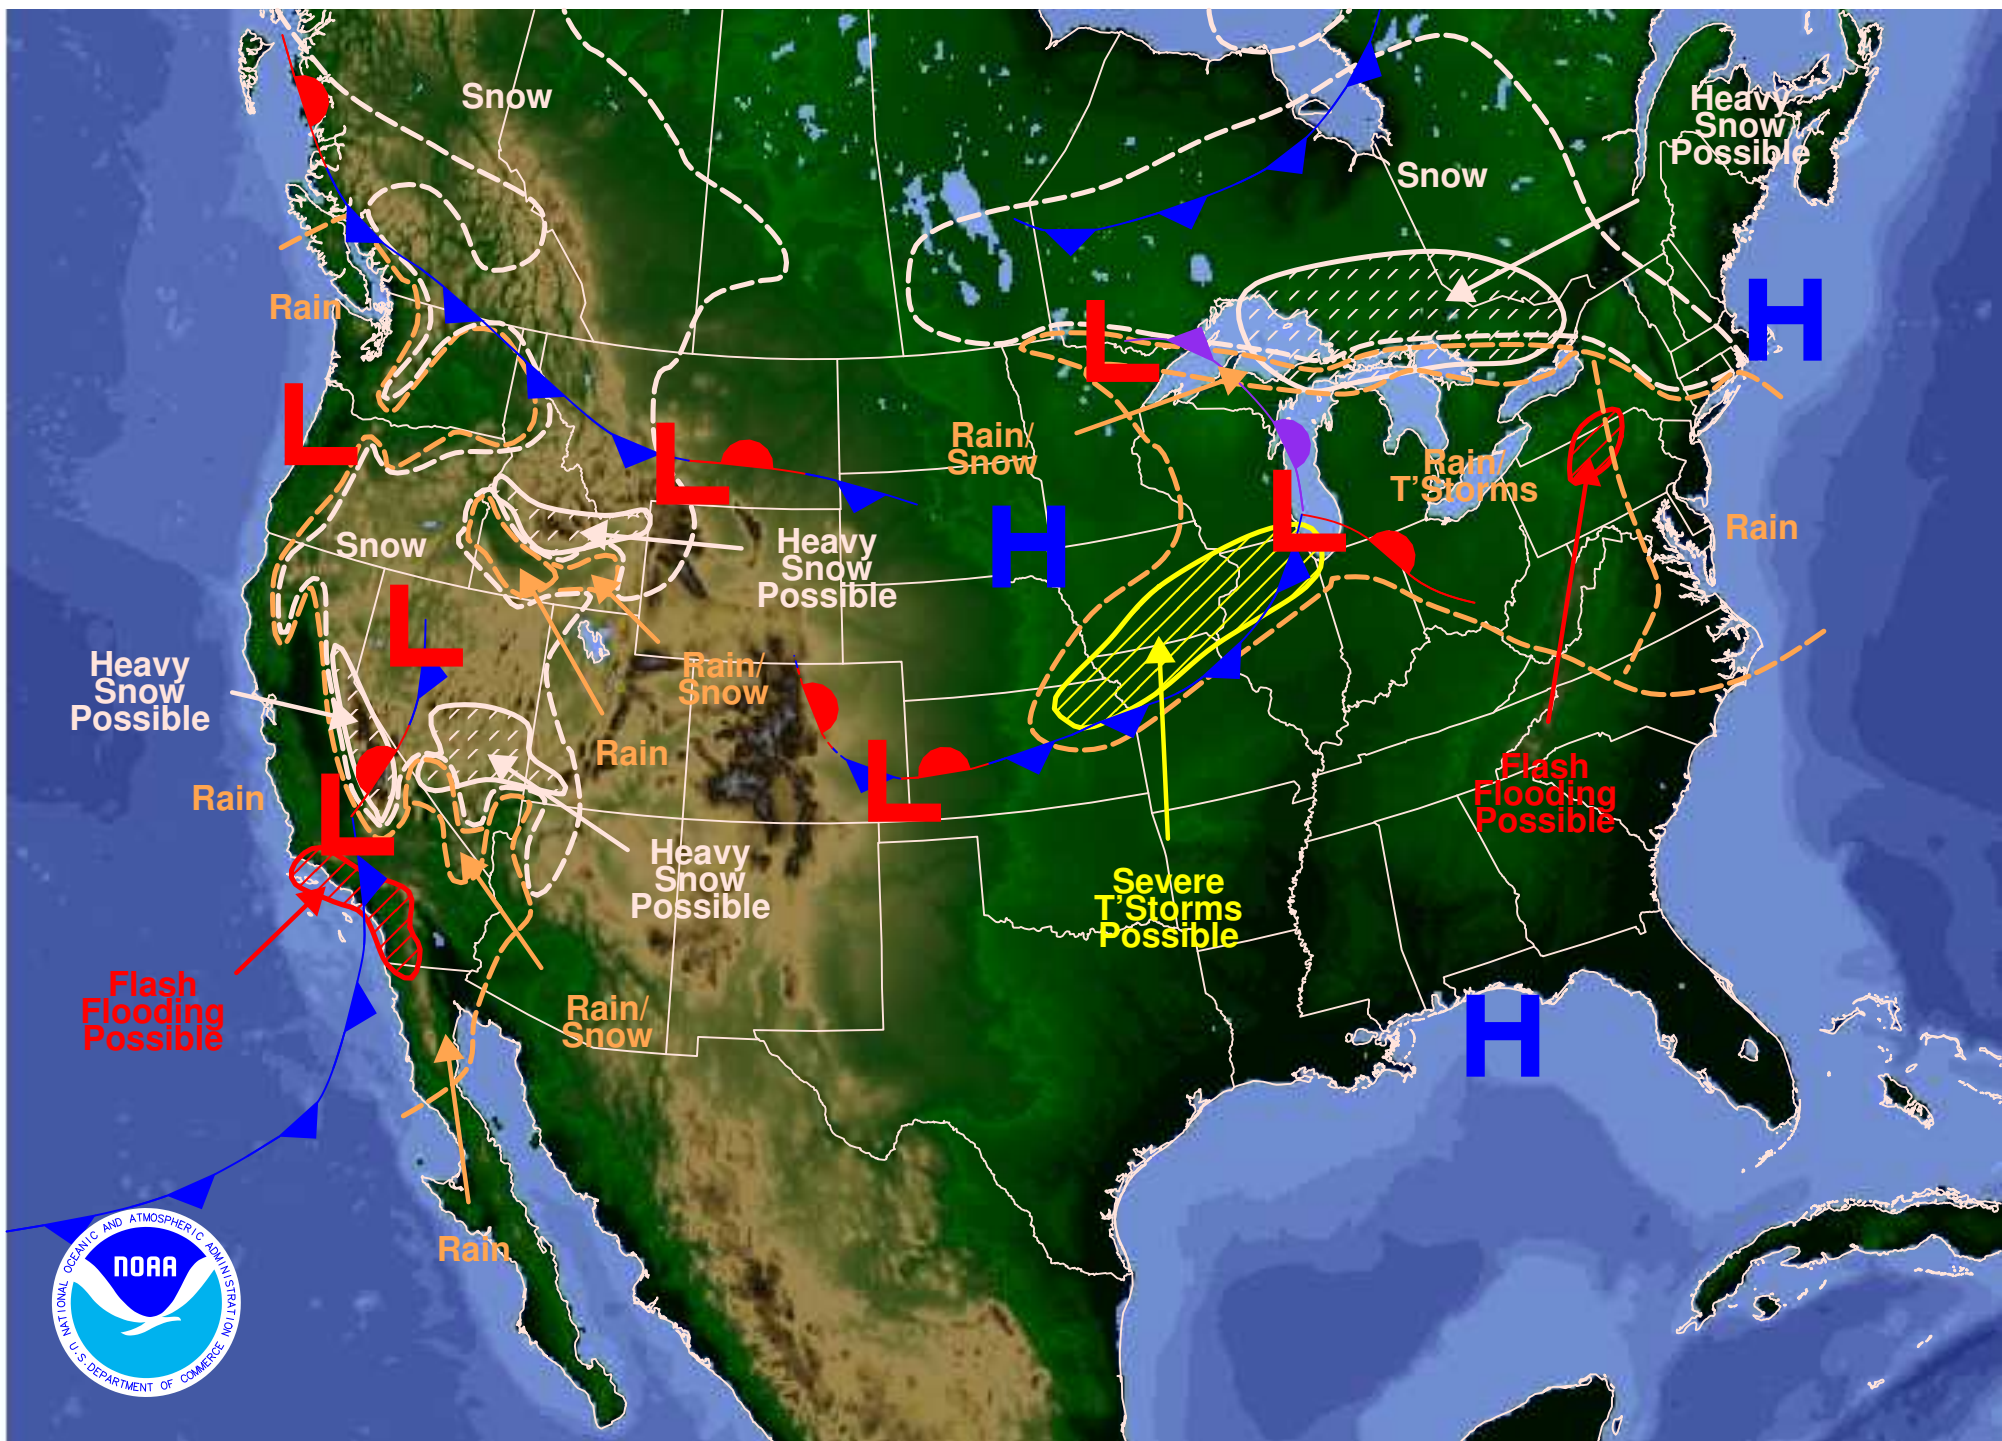 Snow
Heavy
Snow
Possible
Snow
Rain
H
L
L
Rain/
Snow
Rain/
T'Storms
L
L
H
Rain
Snow
Heavy
Snow
Possible
L
Heavy
Snow
Possible
Rain/
Snow
Rain
Rain
L
L
Flash
Flooding
Possible
Heavy
Snow
Possible
Severe
T'Storms
Possible
Flash
Flooding
Possible
Rain/
Snow
H
Rain
NATIONAL OCEANIC AND ATMOSPHERIC ADMINISTRATION
NOAA
U.S. DEPARTMENT OF COMMERCE